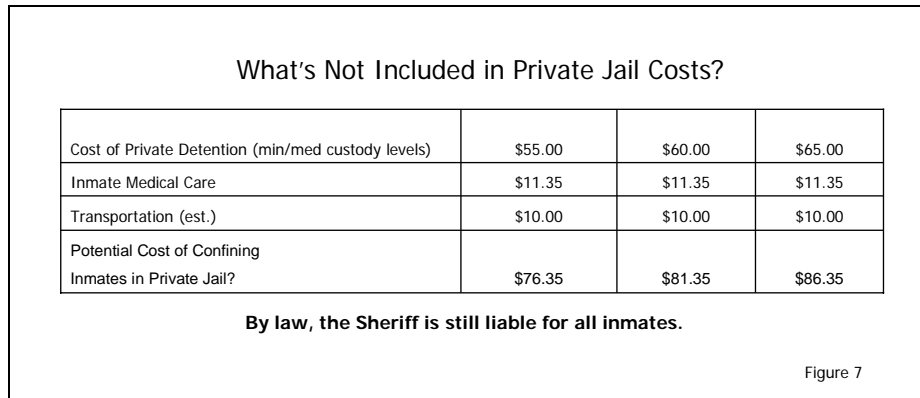 What's Not Included in Private Jail Costs?
Cost of Private Detention (min/med custody levels) $55.00 $60.00 $65.00
Inmate Medical Care $11.35 $11.35 $11.35
Transportation (est.) $10.00 $10.00 $10.00
Potential Cost of Confining
Inmates in Private Jail? $76.35 $81.35 $86.35
By law, the Sheriff is still liable for all inmates.
Figure 7